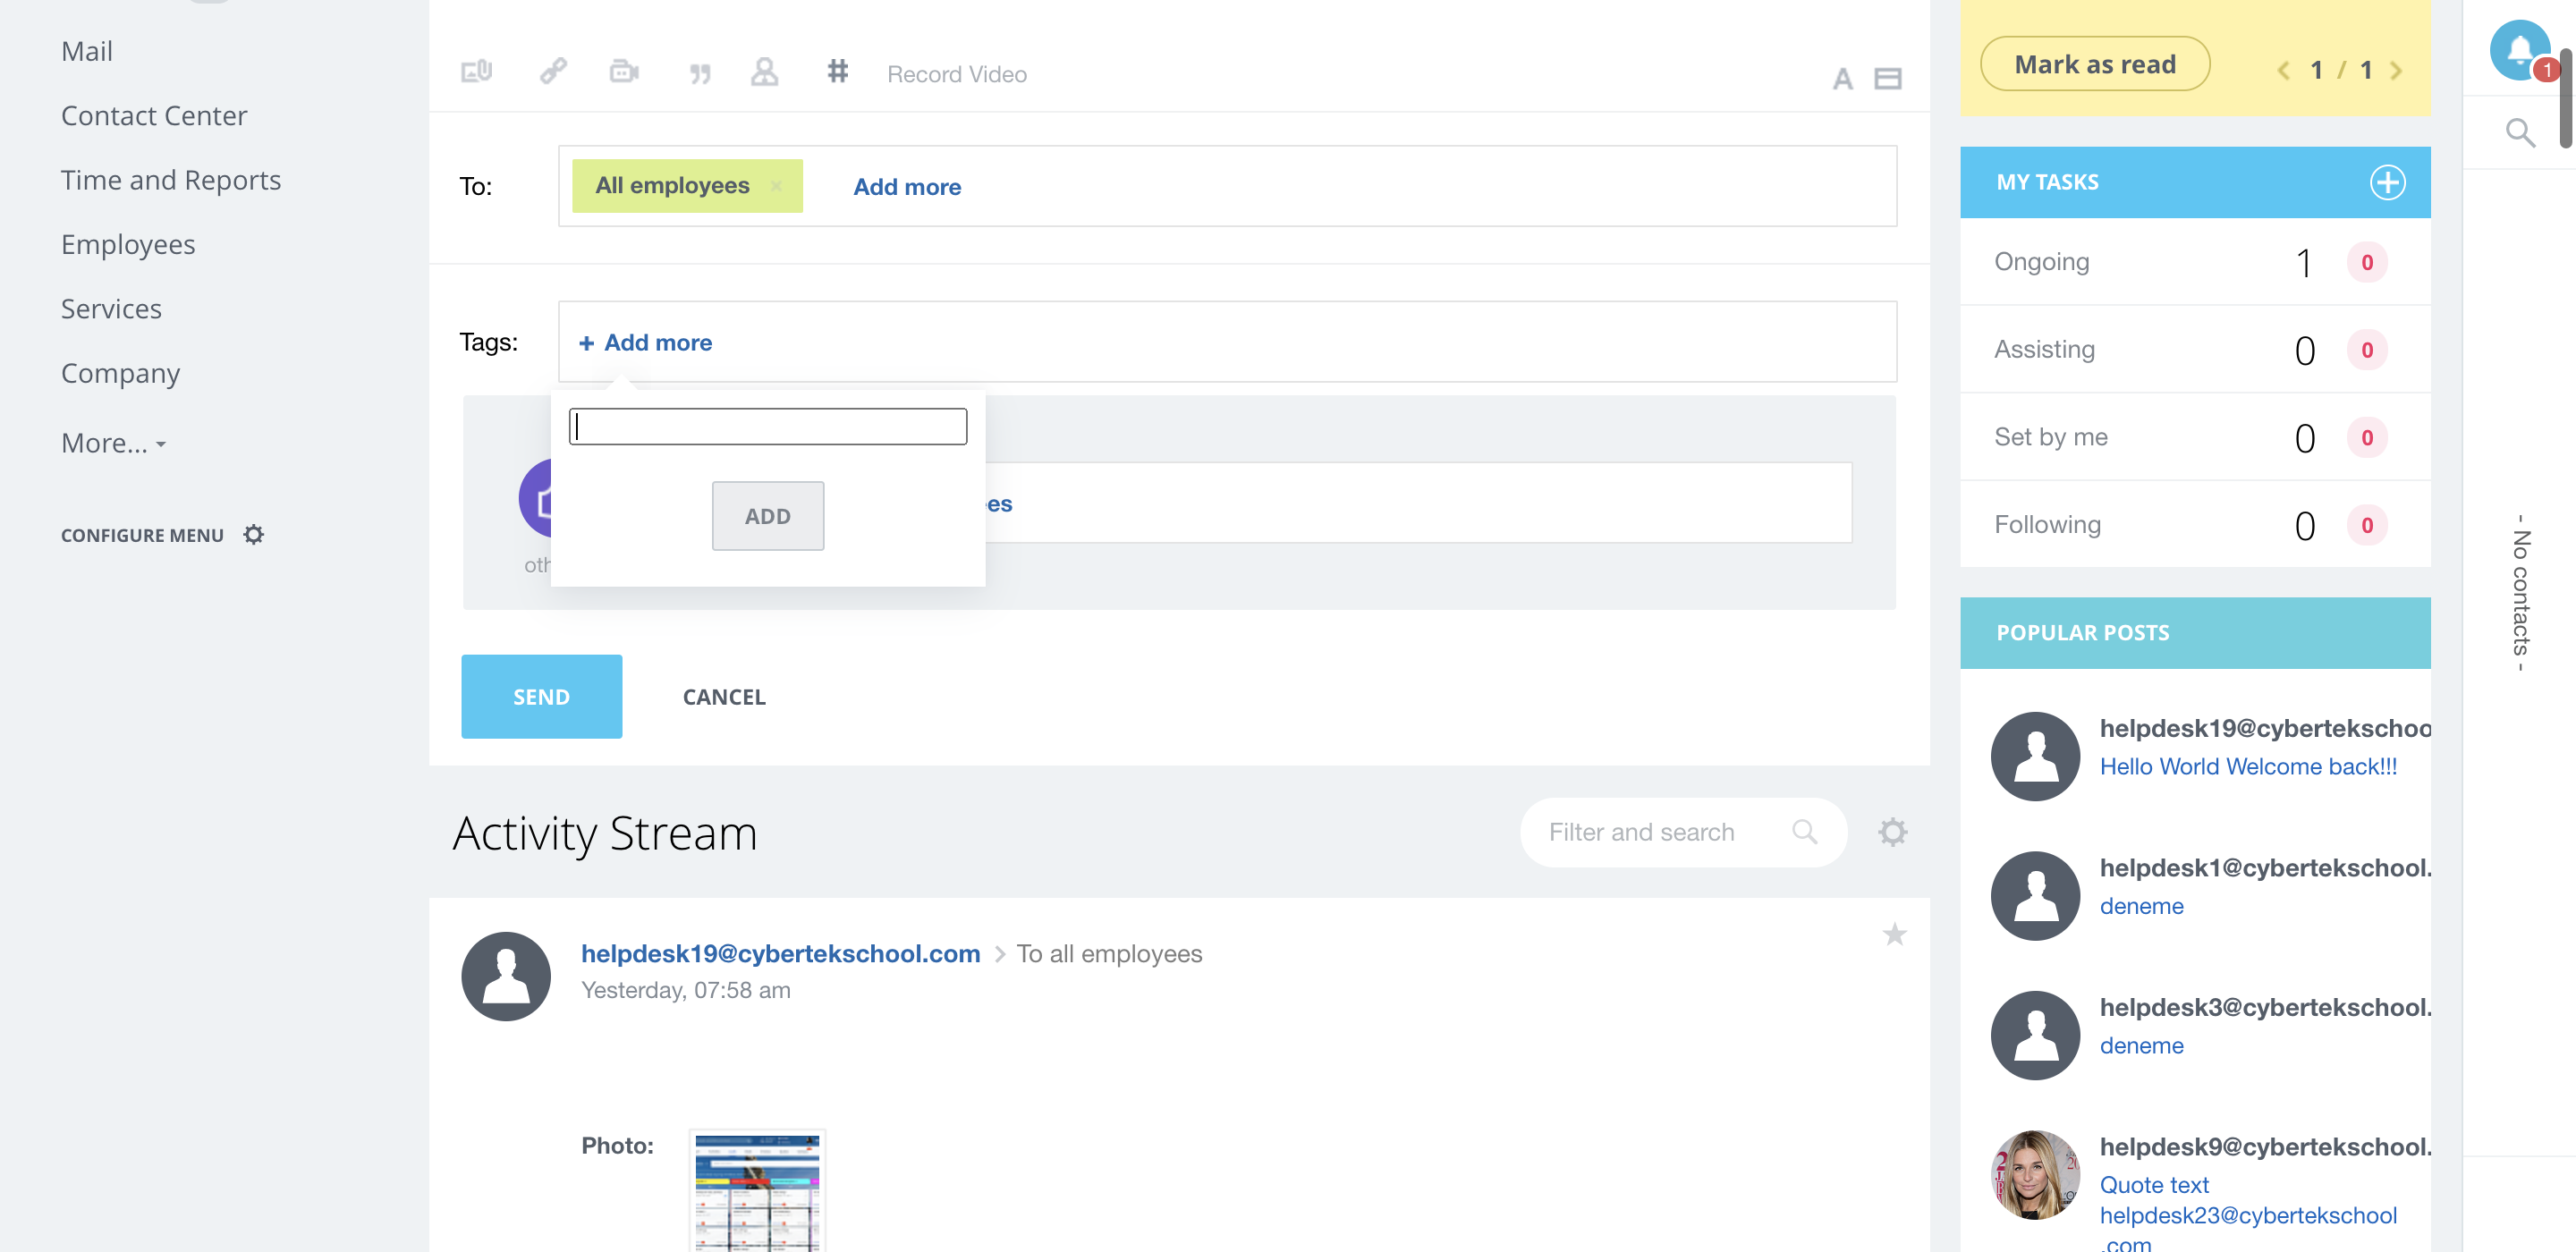 Mail
Contact Center
Time and Reports
Employees
Services
Company
More...
CONFIGURE MENU
Record Video
A
To:
All employees ×
Add more
Tags:
+ Add more
ADD
SEND
CANCEL
Activity Stream
Filter and search
helpdesk19@cybertekschool.com > To all employees
Yesterday, 07:58 am
Photo:
Mark as read
1 / 1
MY TASKS
Ongoing 1 0
Assisting 0 0
Set by me 0 0
Following 0 0
POPULAR POSTS
helpdesk19@cybertekschoo
Hello World Welcome back!!!
helpdesk1@cybertekschool.
deneme
helpdesk3@cybertekschool.
deneme
helpdesk9@cybertekschool.
Quote text
helpdesk23@cybertekschool
.com
1
- No contacts -